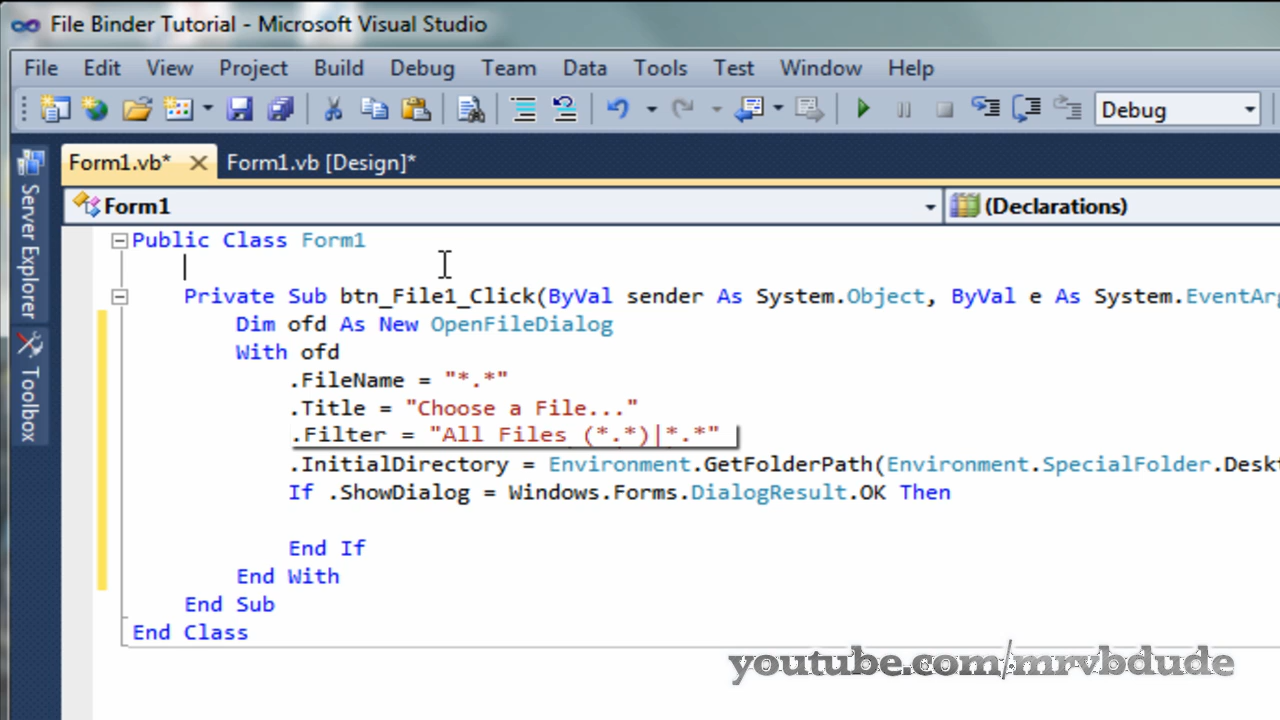 File Binder Tutorial - Microsoft Visual Studio
File Edit View Project Build Debug Team Data Tools Test Window Help
Debug
Form1.vb* Form1.vb [Design]*
Server Explorer
Toolbox
Form1 (Declarations)
Public Class Form1
Private Sub btn_File1_Click(ByVal sender As System.Object, ByVal e As System.EventArg
Dim ofd As New OpenFileDialog
With ofd
.FileName = "*.*"
.Title = "Choose a File..."
.Filter = "All Files (*.*)|*.*"
.InitialDirectory = Environment.GetFolderPath(Environment.SpecialFolder.Deskt
If .ShowDialog = Windows.Forms.DialogResult.OK Then
End If
End With
End Sub
End Class
youtube.com/mrvbdude